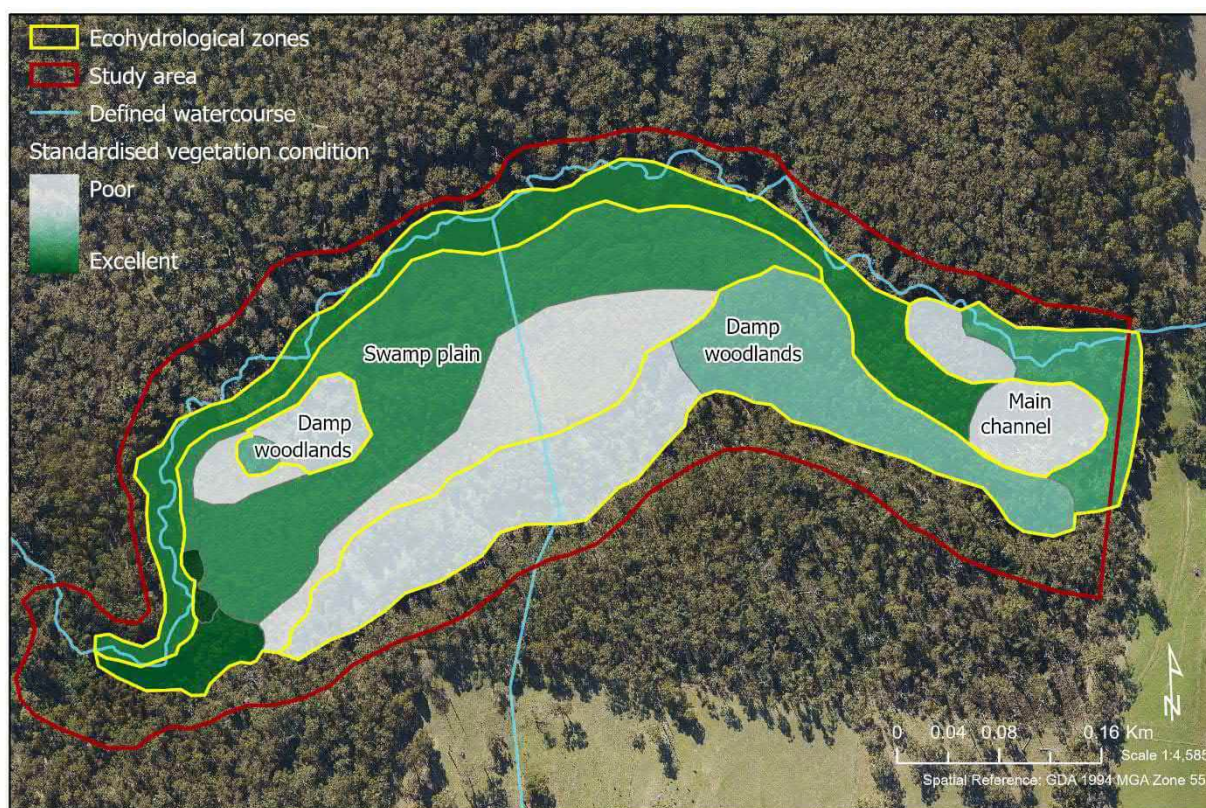 Ecohydrological zones
Study area
Defined watercourse
Standardised vegetation condition
Poor
Excellent
Swamp plain
Damp
woodlands
Damp
woodlands
Main
channel
N
0 0.04 0.08 0.16 Km
Scale 1:4,585
Spatial Reference: GDA 1994 MGA Zone 55